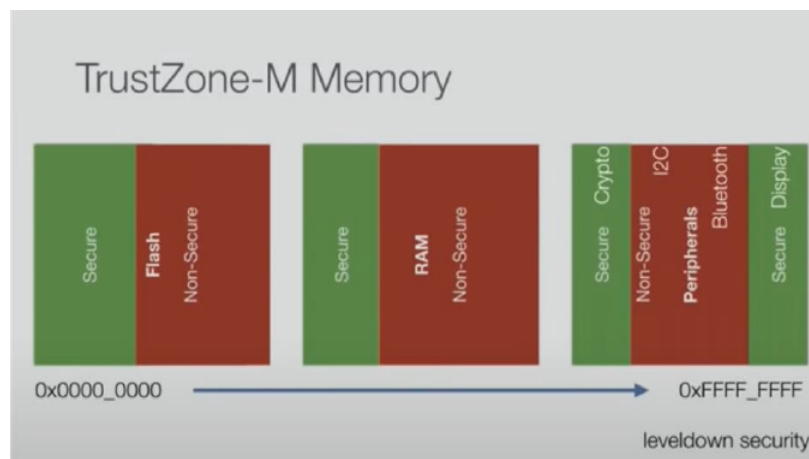 TrustZone-M Memory
Secure
Flash
Non-Secure
Secure
RAM
Non-Secure
Secure Crypto
Non-Secure I2C
Peripherals
Bluetooth
Secure Display
0x0000_0000
0xFFFF_FFFF
leveldown security